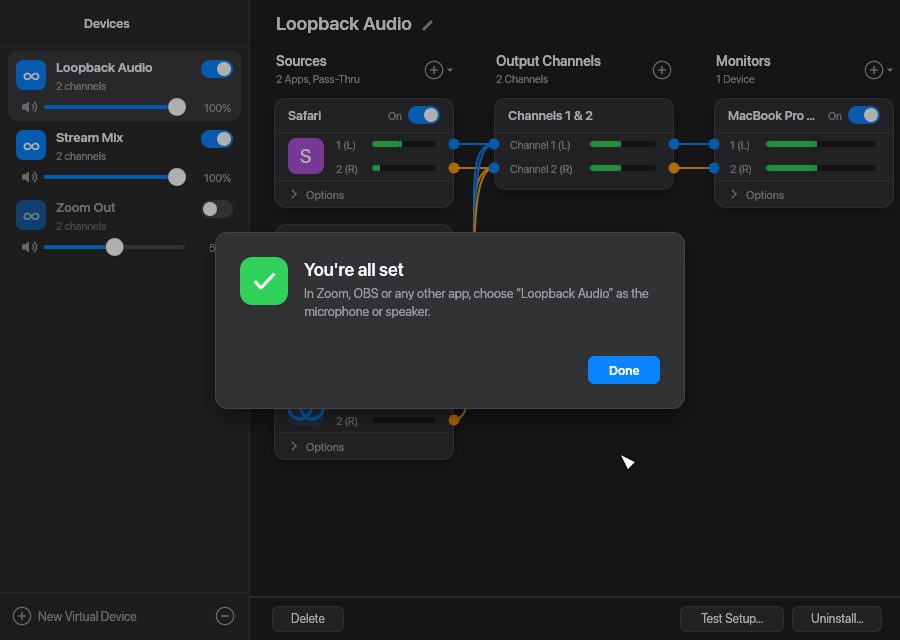 Devices
Loopback Audio
2 channels
100%
Stream Mix
2 channels
100%
Zoom Out
2 channels
Loopback Audio
Sources
2 Apps, Pass-Thru
Output Channels
2 Channels
Monitors
1 Device
Safari
On
S
1 (L)
2 (R)
Options
Channels 1 & 2
Channel 1 (L)
Channel 2 (R)
MacBook Pro ...
On
1 (L)
2 (R)
Options
You're all set
In Zoom, OBS or any other app, choose “Loopback Audio” as the
microphone or speaker.
Done
2 (R)
Options
New Virtual Device
Delete
Test Setup...
Uninstall...